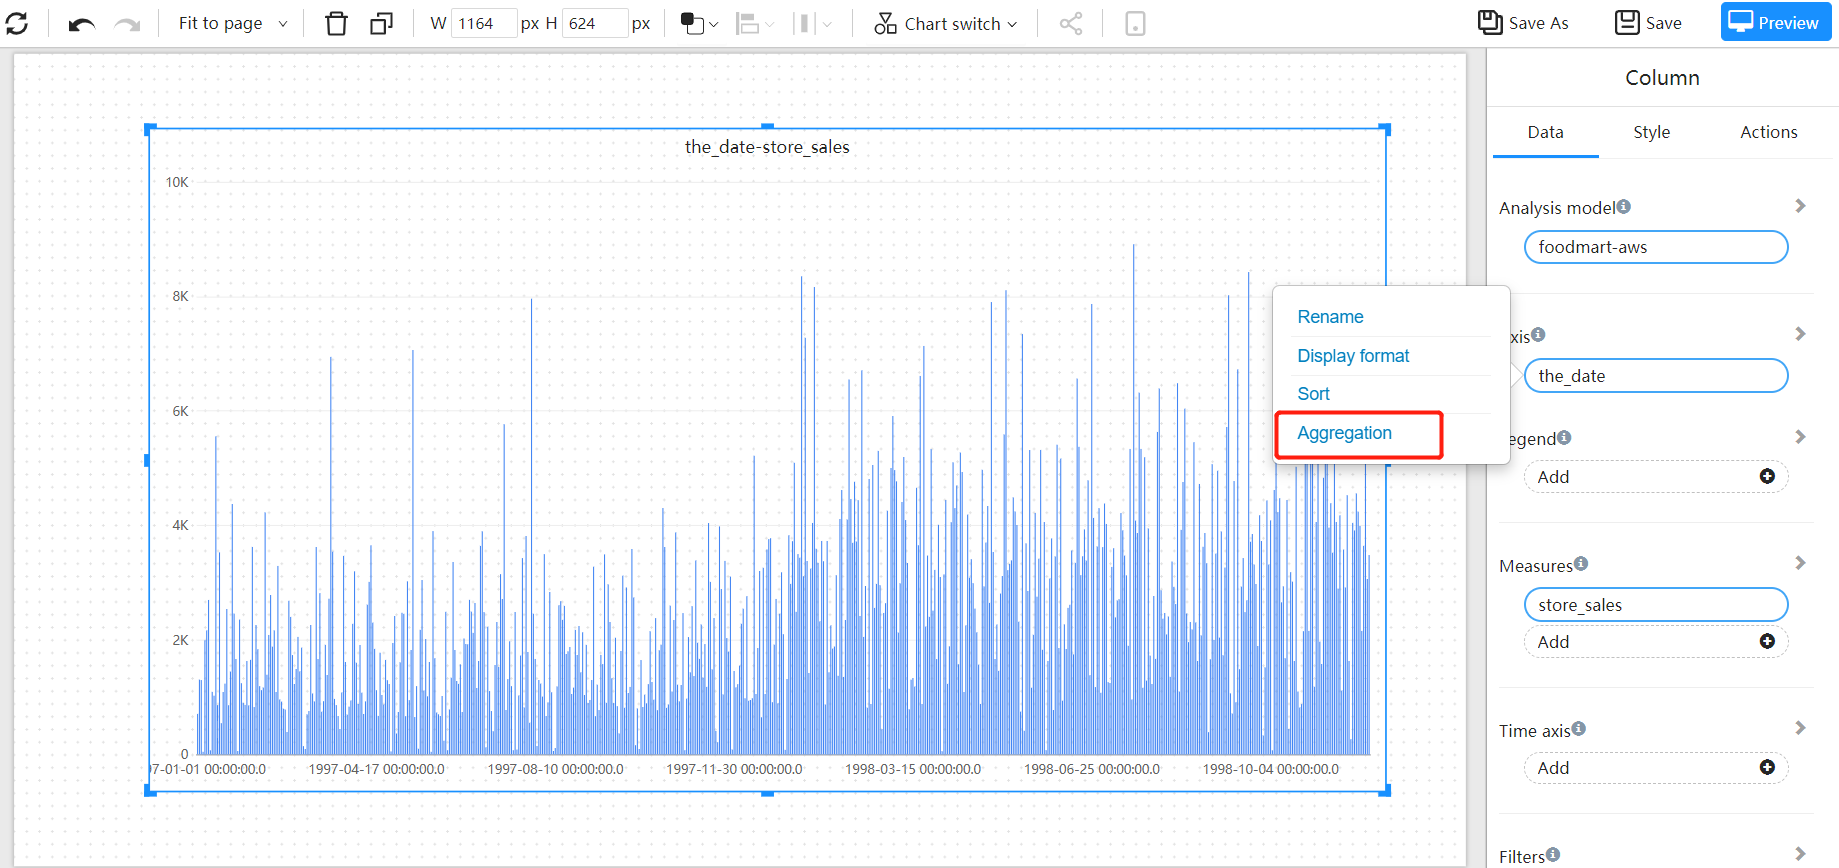 Fit to page
W 1164 px H 624 px
Chart switch
Save As
Save
Preview
the_date-store_sales
10K
8K
6K
4K
2K
0
7-01-01 00:00:00.0
1997-04-17 00:00:00.0
1997-08-10 00:00:00.0
1997-11-30 00:00:00.0
1998-03-15 00:00:00.0
1998-06-25 00:00:00.0
1998-10-04 00:00:00.0
Rename
Display format
Sort
Aggregation
Column
Data
Style
Actions
Analysis model
foodmart-aws
xis
the_date
egend
Add
Measures
store_sales
Add
Time axis
Add
Filters